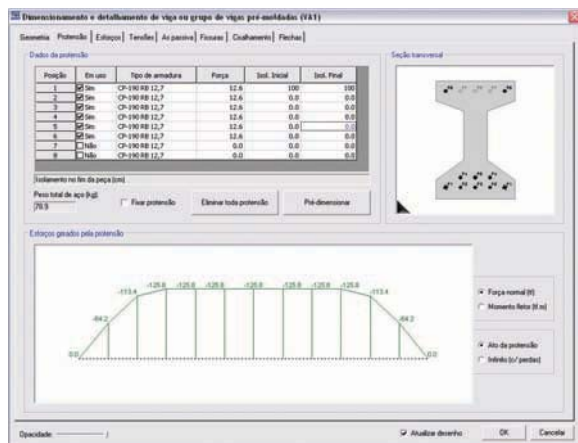 Dimensionamento e detalhamento de viga ou grupo de vigas pré-moldadas (VA1)
Geometria Protensão Esforços Tensões As passiva Fissuras Cisalhamento Flechas
Dados da protensão
Posição Em uso Tipo de armadura Força Isol. Inicial Isol. Final
1 Sim CP-190 RB 12,7 12.6 100 100
2 Sim CP-190 RB 12,7 12.6 0.0 0.0
3 Sim CP-190 RB 12,7 12.6 0.0 0.0
4 Sim CP-190 RB 12,7 12.6 0.0 0.0
5 Sim CP-190 RB 12,7 12.6 0.0 0.0
6 Sim CP-190 RB 12,7 12.6 0.0 0.0
7 Não CP-190 RB 12,7 0.0 0.0 0.0
8 Não CP-190 RB 12,7 0.0 0.0 0.0
Isolamento no fim da peça (cm)
Peso total de aço (kg):
78.9
Fixar protensão
Eliminar toda protensão
Pré-dimensionar
Seção transversal
Esforços gerados pela protensão
0.0 -84.2 -113.4 -125.8 -125.8 -125.8 -125.8 -125.8 -125.8 -113.4 -84.2 0.0
Força normal (tf)
Momento fletor (tf.m)
Ato da protensão
Infinito (c/ perdas)
Opacidade:
Atualizar desenho
OK
Cancelar